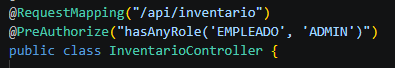 @RequestMapping("/api/inventario")
@PreAuthorize("hasAnyRole('EMPLEADO', 'ADMIN')")
public class InventarioController {